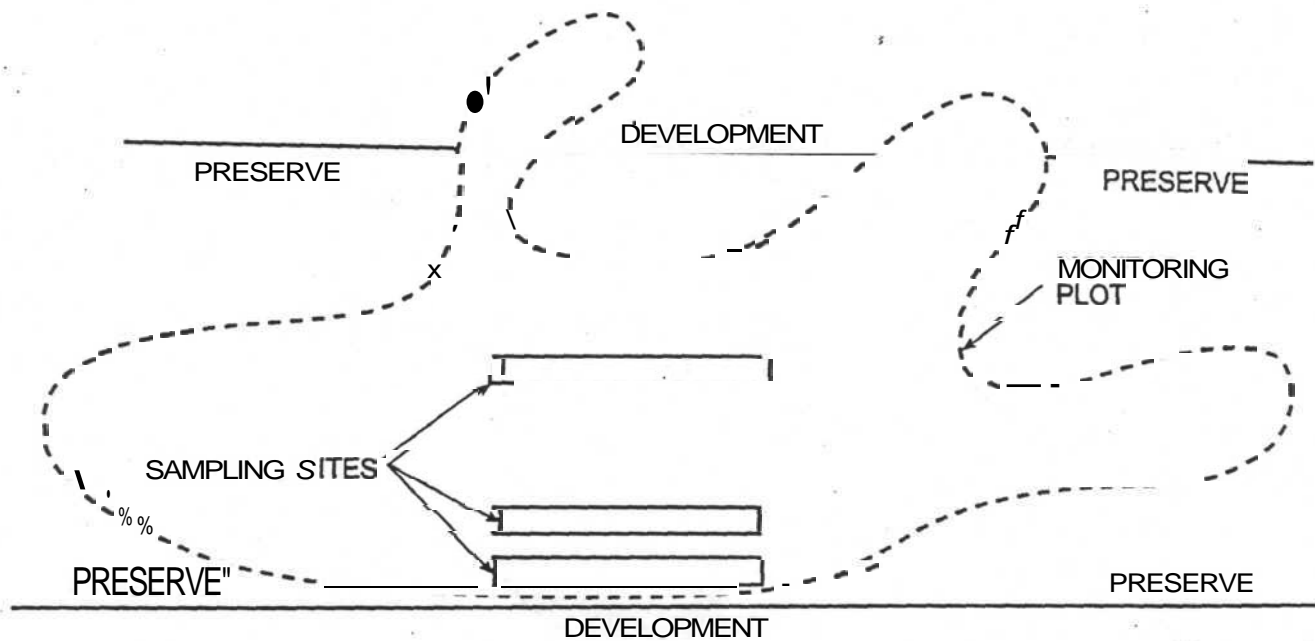 DEVELOPMENT
PRESERVE
PRESERVE
MONITORING
PLOT
SAMPLING SITES
PRESERVE"
PRESERVE
DEVELOPMENT